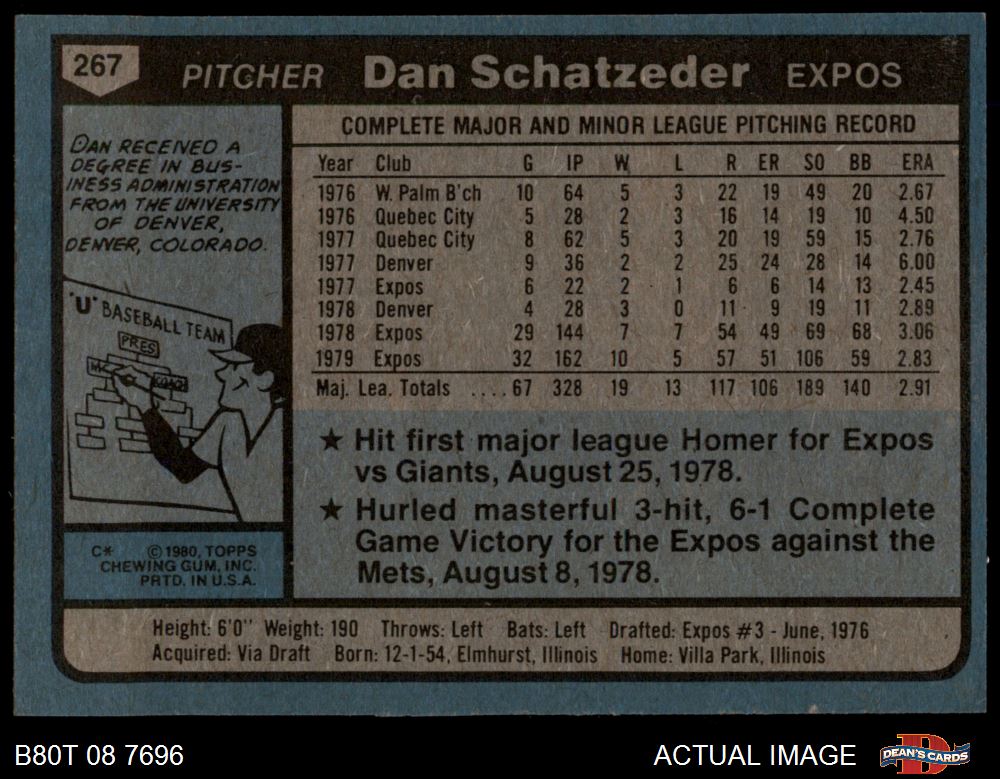 267 PITCHER Dan Schatzeder EXPOS
DAN RECEIVED A
DEGREE IN BUS-
INESS ADMINISTRATION
FROM THE UNIVERSITY
OF DENVER,
DENVER, COLORADO.
"U" BASEBALL TEAM
PRES
COACH
C* ©1980, TOPPS
CHEWING GUM, INC.
PRTD. IN U.S.A.
COMPLETE MAJOR AND MINOR LEAGUE PITCHING RECORD
Year Club G IP W L R ER SO BB ERA
1976 W. Palm B'ch 10 64 5 3 22 19 49 20 2.67
1976 Quebec City 5 28 2 3 16 14 19 10 4.50
1977 Quebec City 8 62 5 3 20 19 59 15 2.76
1977 Denver 9 36 2 2 25 24 28 14 6.00
1977 Expos 6 22 2 1 6 6 14 13 2.45
1978 Denver 4 28 3 0 11 9 19 11 2.89
1978 Expos 29 144 7 7 54 49 69 68 3.06
1979 Expos 32 162 10 5 57 51 106 59 2.83
Maj. Lea. Totals ....67 328 19 13 117 106 189 140 2.91
★ Hit first major league Homer for Expos
vs Giants, August 25, 1978.
★ Hurled masterful 3-hit, 6-1 Complete
Game Victory for the Expos against the
Mets, August 8, 1978.
Height: 6'0" Weight: 190 Throws: Left Bats: Left Drafted: Expos #3 - June, 1976
Acquired: Via Draft Born: 12-1-54, Elmhurst, Illinois Home: Villa Park, Illinois
B80T 08 7696 ACTUAL IMAGE DEAN'S CARDS